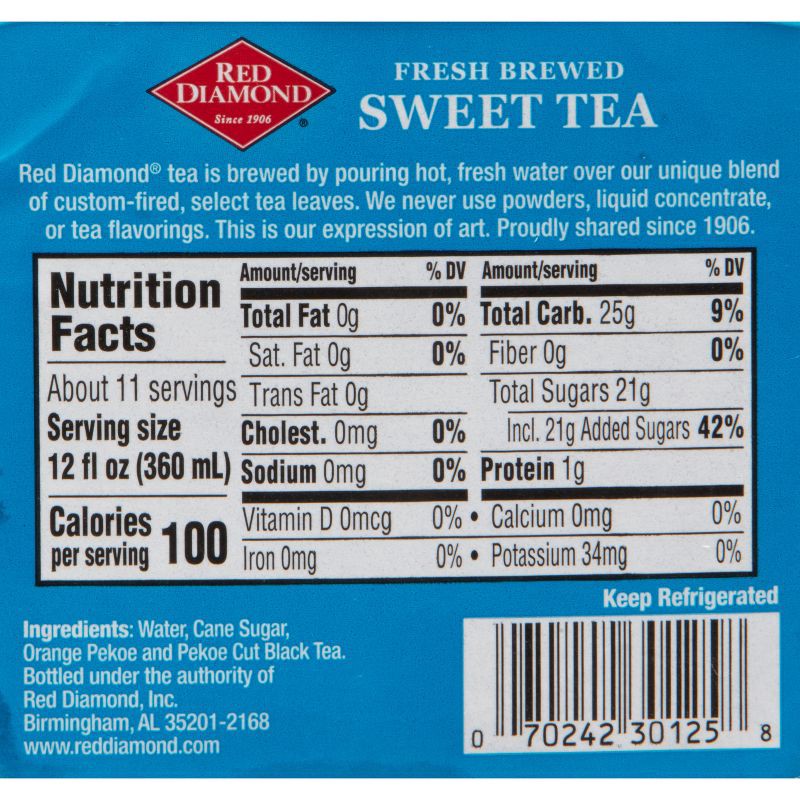 RED
DIAMOND
Since 1906
®
FRESH BREWED
SWEET TEA
Red Diamond® tea is brewed by pouring hot, fresh water over our unique blend
of custom-fired, select tea leaves. We never use powders, liquid concentrate,
or tea flavorings. This is our expression of art. Proudly shared since 1906.
Nutrition
Facts
About 11 servings
Serving size
12 fl oz (360 mL)
Calories
per serving 100
Amount/serving % DV
Total Fat 0g 0%
Sat. Fat 0g 0%
Trans Fat 0g
Cholest. 0mg 0%
Sodium 0mg 0%
Amount/serving % DV
Total Carb. 25g 9%
Fiber 0g 0%
Total Sugars 21g
Incl. 21g Added Sugars 42%
Protein 1g
Vitamin D 0mcg 0% • Calcium 0mg 0%
Iron 0mg 0% • Potassium 34mg 0%
Keep Refrigerated
Ingredients: Water, Cane Sugar,
Orange Pekoe and Pekoe Cut Black Tea.
Bottled under the authority of
Red Diamond, Inc.
Birmingham, AL 35201-2168
www.reddiamond.com
0 70242 30125 8